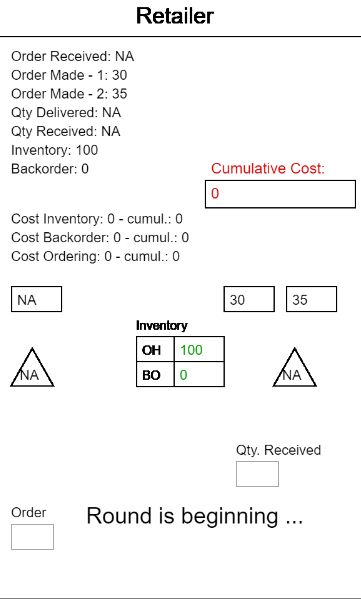 Retailer
Order Received: NA
Order Made - 1: 30
Order Made - 2: 35
Qty Delivered: NA
Qty Received: NA
Inventory: 100
Backorder: 0
Cumulative Cost:
0
Cost Inventory: 0 - cumul.: 0
Cost Backorder: 0 - cumul.: 0
Cost Ordering: 0 - cumul.: 0
NA 30 35
Inventory
OH 100
NA BO 0 NA
Qty. Received
Order
Round is beginning ...